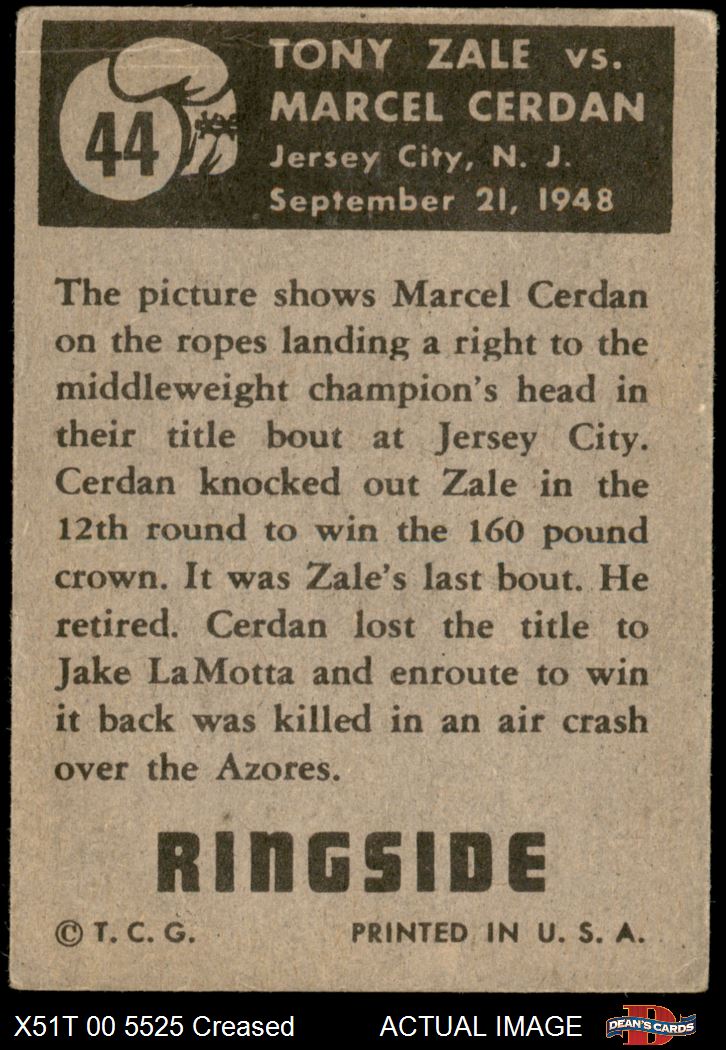 44
TONY ZALE vs.
MARCEL CERDAN
Jersey City, N. J.
September 21, 1948
The picture shows Marcel Cerdan
on the ropes landing a right to the
middleweight champion's head in
their title bout at Jersey City.
Cerdan knocked out Zale in the
12th round to win the 160 pound
crown. It was Zale's last bout. He
retired. Cerdan lost the title to
Jake LaMotta and enroute to win
it back was killed in an air crash
over the Azores.
RINGSIDE
© T. C. G. PRINTED IN U. S. A.
X51T 00 5525 Creased ACTUAL IMAGE
D
DEAN'S CARDS